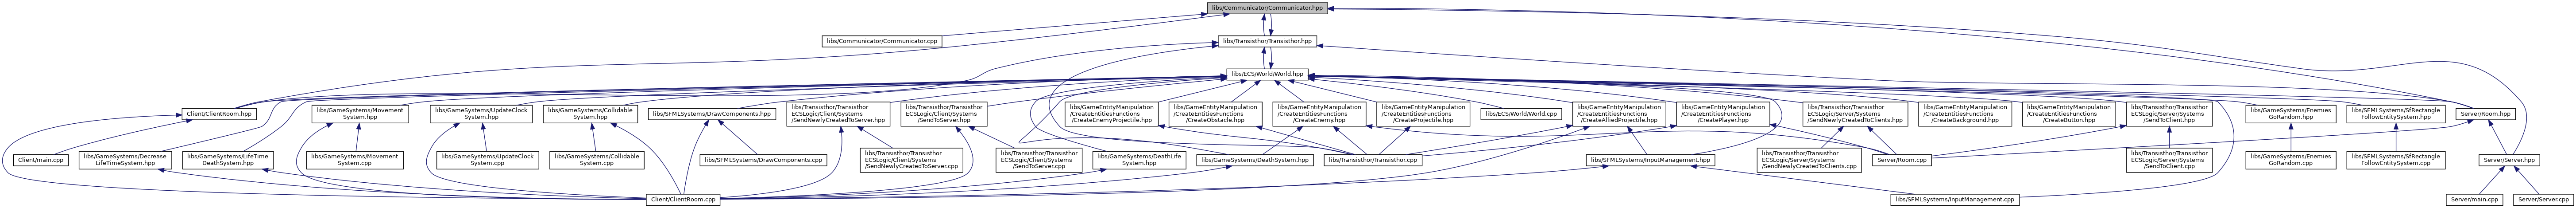 libs/Communicator/Communicator.hpp
libs/Communicator/Communicator.cpp
libs/Transisthor/Transisthor.hpp
libs/ECS/World/World.hpp
Client/ClientRoom.hpp
libs/GameSystems/Movement
System.hpp
libs/GameSystems/UpdateClock
System.hpp
libs/GameSystems/Collidable
System.hpp
libs/SFMLSystems/DrawComponents.hpp
libs/Transisthor/Transisthor
ECSLogic/Client/Systems
/SendNewlyCreatedToServer.hpp
libs/Transisthor/Transisthor
ECSLogic/Client/Systems
/SendToServer.hpp
libs/GameEntityManipulation
/CreateEntitiesFunctions
/CreateEnemyProjectile.hpp
libs/GameEntityManipulation
/CreateEntitiesFunctions
/CreateObstacle.hpp
libs/GameEntityManipulation
/CreateEntitiesFunctions
/CreateEnemy.hpp
libs/GameEntityManipulation
/CreateEntitiesFunctions
/CreateProjectile.hpp
libs/ECS/World/World.cpp
libs/GameEntityManipulation
/CreateEntitiesFunctions
/CreateAlliedProjectile.hpp
libs/GameEntityManipulation
/CreateEntitiesFunctions
/CreatePlayer.hpp
libs/Transisthor/Transisthor
ECSLogic/Server/Systems
/SendNewlyCreatedToClients.hpp
libs/GameEntityManipulation
/CreateEntitiesFunctions
/CreateBackground.hpp
libs/GameEntityManipulation
/CreateEntitiesFunctions
/CreateButton.hpp
libs/Transisthor/Transisthor
ECSLogic/Server/Systems
/SendToClient.hpp
libs/GameSystems/Enemies
GoRandom.hpp
libs/SFMLSystems/SfRectangle
FollowEntitySystem.hpp
Server/Room.hpp
Client/main.cpp
libs/GameSystems/Decrease
LifeTimeSystem.hpp
libs/GameSystems/LifeTime
DeathSystem.hpp
libs/GameSystems/Movement
System.cpp
libs/GameSystems/UpdateClock
System.cpp
libs/GameSystems/Collidable
System.cpp
libs/SFMLSystems/DrawComponents.cpp
libs/Transisthor/Transisthor
ECSLogic/Client/Systems
/SendNewlyCreatedToServer.cpp
libs/Transisthor/Transisthor
ECSLogic/Client/Systems
/SendToServer.cpp
libs/GameSystems/DeathLife
System.hpp
libs/GameSystems/DeathSystem.hpp
libs/Transisthor/Transisthor.cpp
libs/SFMLSystems/InputManagement.hpp
libs/Transisthor/Transisthor
ECSLogic/Server/Systems
/SendNewlyCreatedToClients.cpp
Server/Room.cpp
libs/Transisthor/Transisthor
ECSLogic/Server/Systems
/SendToClient.cpp
libs/GameSystems/Enemies
GoRandom.cpp
libs/SFMLSystems/SfRectangle
FollowEntitySystem.cpp
Server/Server.hpp
Client/ClientRoom.cpp
libs/SFMLSystems/InputManagement.cpp
Server/main.cpp
Server/Server.cpp